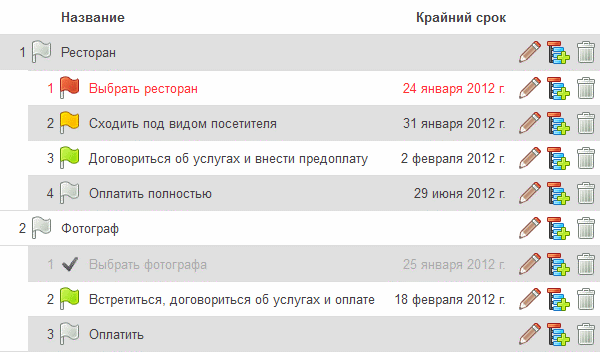 Название Крайний срок
1 Ресторан
1 Выбрать ресторан 24 января 2012 г.
2 Сходить под видом посетителя 31 января 2012 г.
3 Договориться об услугах и внести предоплату 2 февраля 2012 г.
4 Оплатить полностью 29 июня 2012 г.
2 Фотограф
1 Выбрать фотографа 25 января 2012 г.
2 Встретиться, договориться об услугах и оплате 18 февраля 2012 г.
3 Оплатить